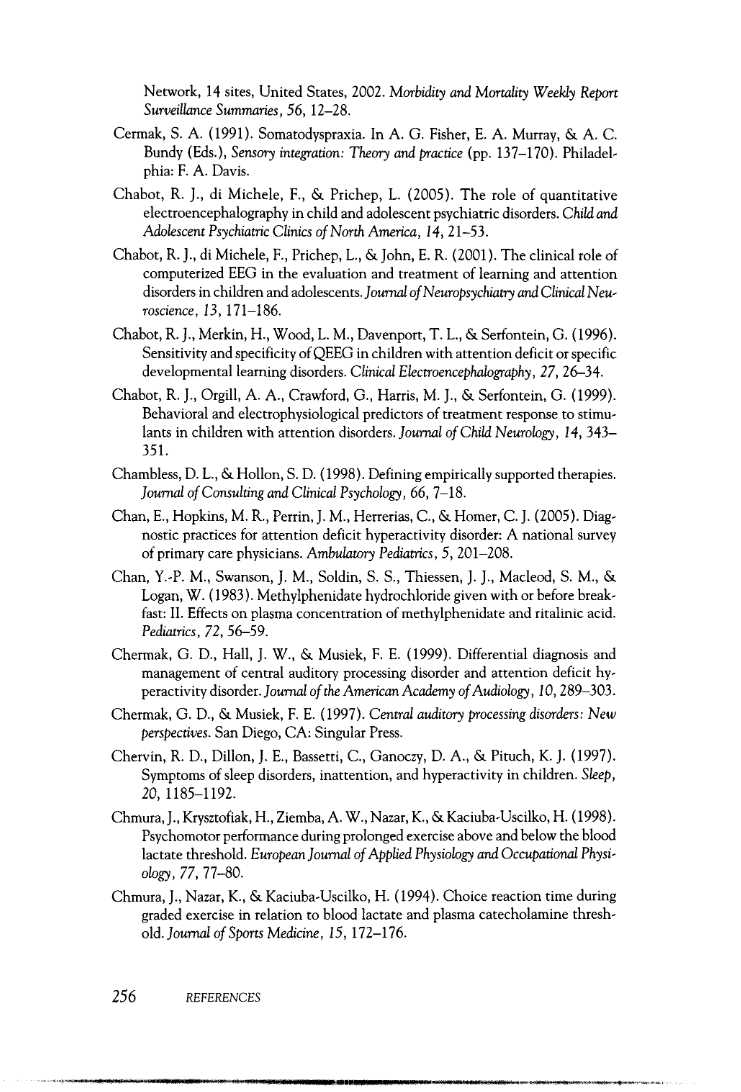 Network, 14 sites, United States, 2002. Morbidity and Mortality Weekly Report
Surveillance Summaries, 56, 12–28.
Cermak, S. A. (1991). Somatodyspraxia. In A. G. Fisher, E. A. Murray, & A. C.
Bundy (Eds.), Sensory integration: Theory and practice (pp. 137–170). Philadel-
phia: F. A. Davis.
Chabot, R. J., di Michele, F., & Prichep, L. (2005). The role of quantitative
electroencephalography in child and adolescent psychiatric disorders. Child and
Adolescent Psychiatric Clinics of North America, 14, 21–53.
Chabot, R. J., di Michele, F., Prichep, L., & John, E. R. (2001). The clinical role of
computerized EEG in the evaluation and treatment of learning and attention
disorders in children and adolescents. Journal of Neuropsychiatry and Clinical Neu-
roscience, 13, 171–186.
Chabot, R. J., Merkin, H., Wood, L. M., Davenport, T. L., & Serfontein, G. (1996).
Sensitivity and specificity of QEEG in children with attention deficit or specific
developmental learning disorders. Clinical Electroencephalography, 27, 26–34.
Chabot, R. J., Orgill, A. A., Crawford, G., Harris, M. J., & Serfontein, G. (1999).
Behavioral and electrophysiological predictors of treatment response to stimu-
lants in children with attention disorders. Journal of Child Neurology, 14, 343–
351.
Chambless, D. L., & Hollon, S. D. (1998). Defining empirically supported therapies.
Journal of Consulting and Clinical Psychology, 66, 7–18.
Chan, E., Hopkins, M. R., Perrin, J. M., Herrerias, C., & Homer, C. J. (2005). Diag-
nostic practices for attention deficit hyperactivity disorder: A national survey
of primary care physicians. Ambulatory Pediatrics, 5, 201–208.
Chan, Y.-P. M., Swanson, J. M., Soldin, S. S., Thiessen, J. J., Macleod, S. M., &
Logan, W. (1983). Methylphenidate hydrochloride given with or before break-
fast: II. Effects on plasma concentration of methylphenidate and ritalinic acid.
Pediatrics, 72, 56–59.
Chermak, G. D., Hall, J. W., & Musiek, F. E. (1999). Differential diagnosis and
management of central auditory processing disorder and attention deficit hy-
peractivity disorder. Journal of the American Academy of Audiology, 10, 289–303.
Chermak, G. D., & Musiek, F. E. (1997). Central auditory processing disorders: New
perspectives. San Diego, CA: Singular Press.
Chervin, R. D., Dillon, J. E., Bassetti, C., Ganoczy, D. A., & Pituch, K. J. (1997).
Symptoms of sleep disorders, inattention, and hyperactivity in children. Sleep,
20, 1185–1192.
Chmura, J., Krysztofiak, H., Ziemba, A. W., Nazar, K., & Kaciuba-Uscilko, H. (1998).
Psychomotor performance during prolonged exercise above and below the blood
lactate threshold. European Journal of Applied Physiology and Occupational Physi-
ology, 77, 77–80.
Chmura, J., Nazar, K., & Kaciuba-Uscilko, H. (1994). Choice reaction time during
graded exercise in relation to blood lactate and plasma catecholamine thresh-
old. Journal of Sports Medicine, 15, 172–176.
256 REFERENCES